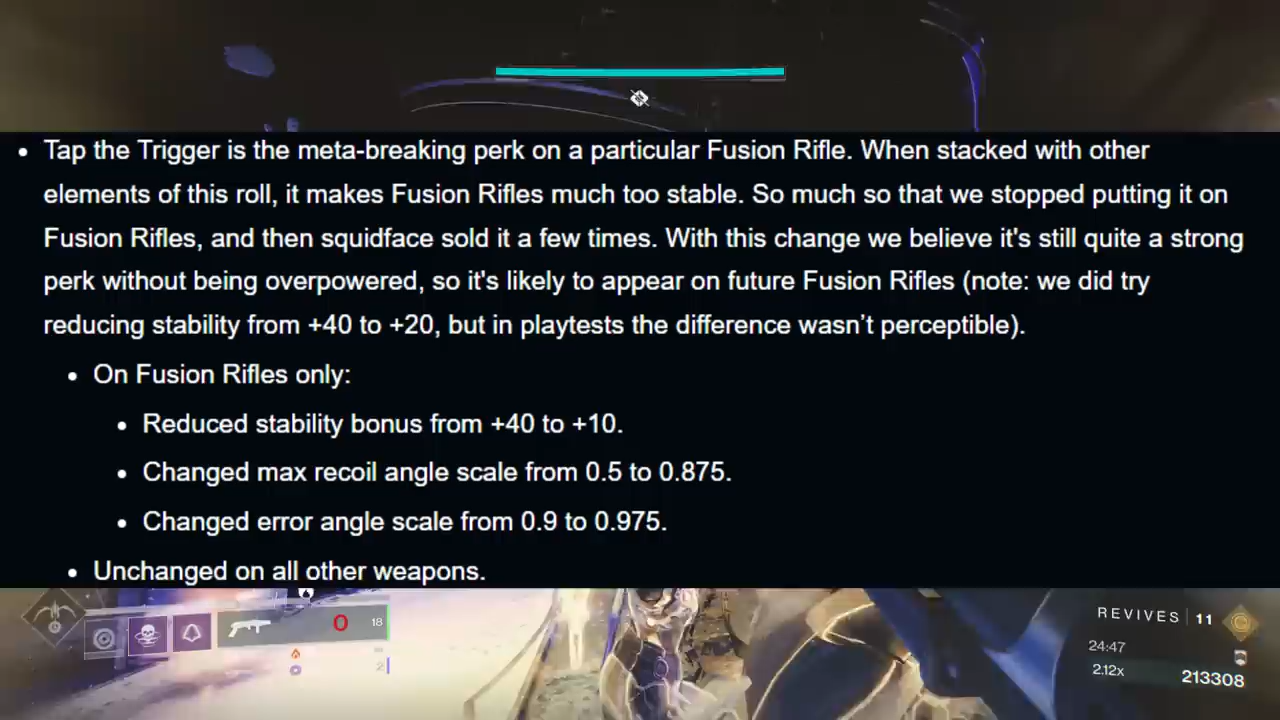 Tap the Trigger is the meta-breaking perk on a particular Fusion Rifle. When stacked with other
elements of this roll, it makes Fusion Rifles much too stable. So much so that we stopped putting it on
Fusion Rifles, and then squidface sold it a few times. With this change we believe it's still quite a strong
perk without being overpowered, so it's likely to appear on future Fusion Rifles (note: we did try
reducing stability from +40 to +20, but in playtests the difference wasn’t perceptible).
On Fusion Rifles only:
Reduced stability bonus from +40 to +10.
Changed max recoil angle scale from 0.5 to 0.875.
Changed error angle scale from 0.9 to 0.975.
Unchanged on all other weapons.
0 18
2
REVIVES 11
24:47
2.12x 213308